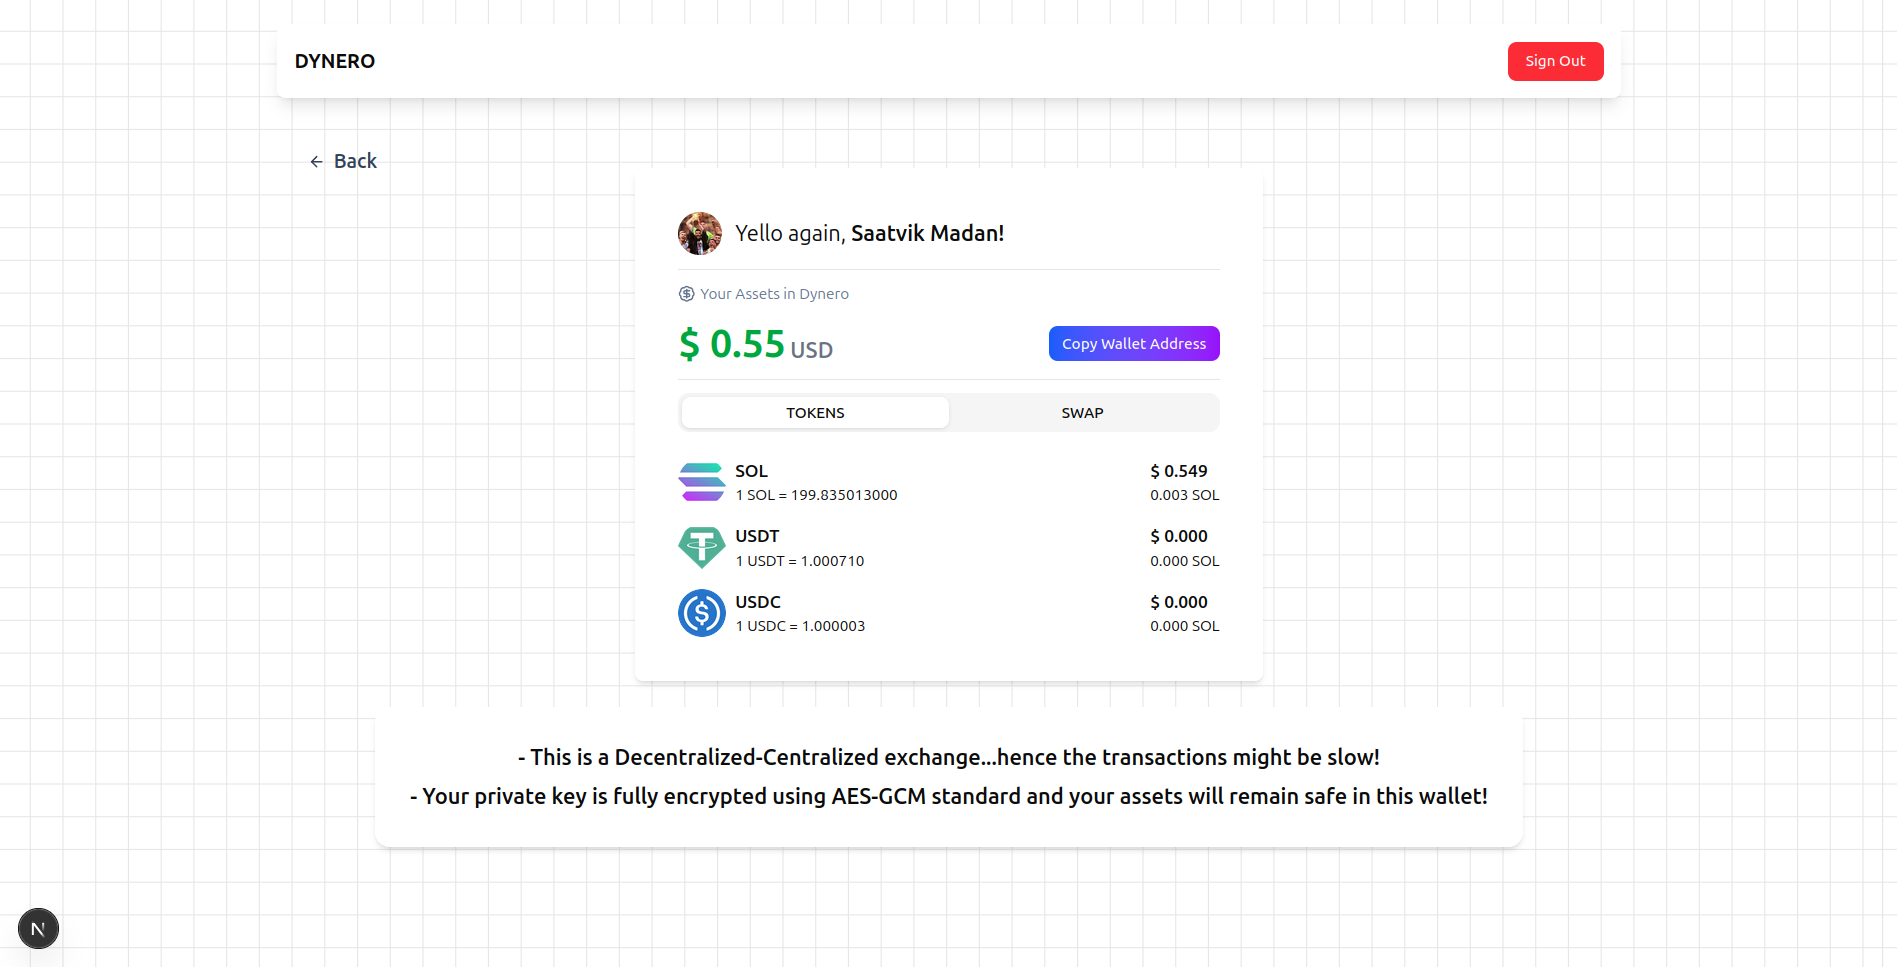 DYNERO
Sign Out
← Back
Yello again, Saatvik Madan!
Your Assets in Dynero
$ 0.55 USD
Copy Wallet Address
TOKENS
SWAP
SOL
$ 0.549
1 SOL = 199.835013000
0.003 SOL
USDT
$ 0.000
1 USDT = 1.000710
0.000 SOL
USDC
$ 0.000
1 USDC = 1.000003
0.000 SOL
- This is a Decentralized-Centralized exchange...hence the transactions might be slow!
- Your private key is fully encrypted using AES-GCM standard and your assets will remain safe in this wallet!
N